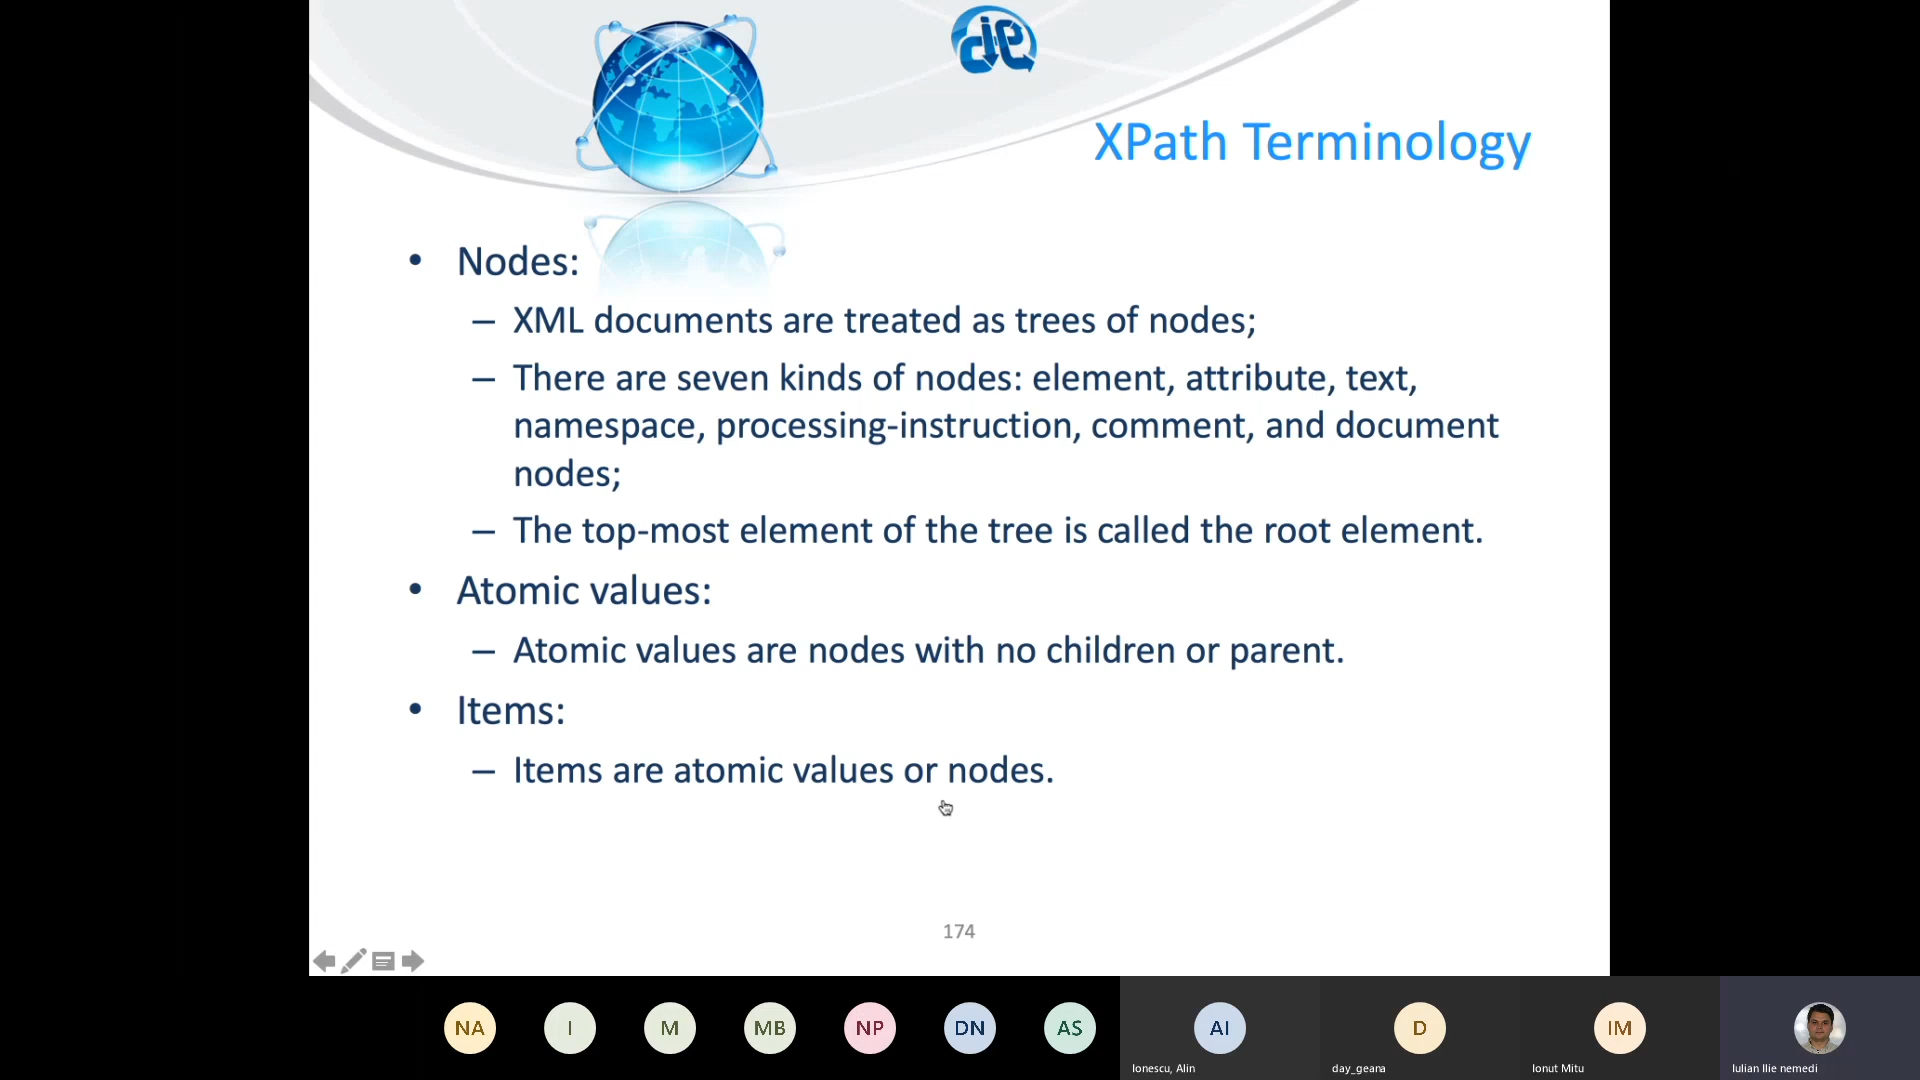 die
XPath Terminology
• Nodes:
– XML documents are treated as trees of nodes;
– There are seven kinds of nodes: element, attribute, text,
namespace, processing-instruction, comment, and document
nodes;
– The top-most element of the tree is called the root element.
• Atomic values:
– Atomic values are nodes with no children or parent.
• Items:
– Items are atomic values or nodes.
174
NA
I
M
MB
NP
DN
AS
AI
D
IM
Ionescu, Alin
day_geana
Ionut Mitu
Iulian Ilie nemedi